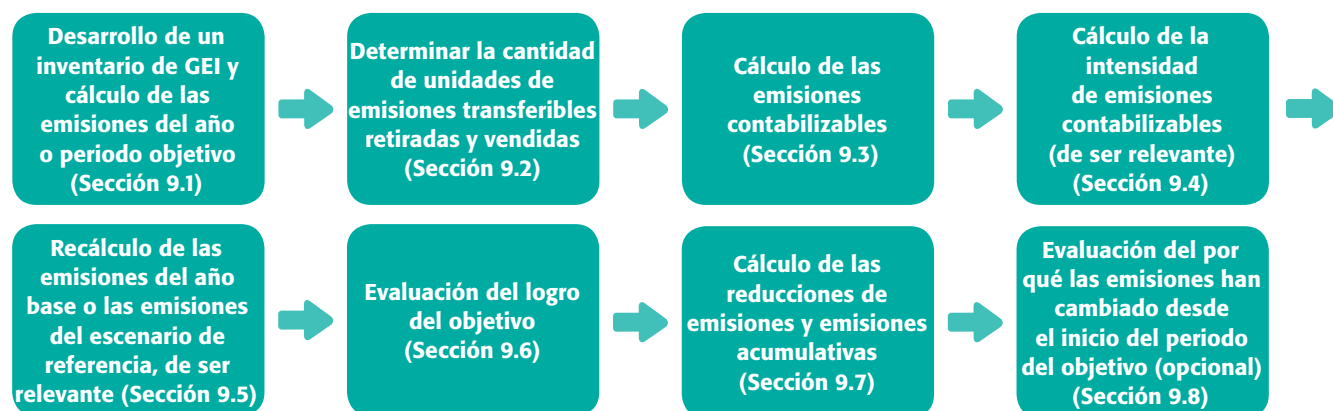 Desarrollo de un
inventario de GEI y
cálculo de las
emisiones del año
o periodo objetivo
(Sección 9.1)
Determinar la cantidad
de unidades de
emisiones transferibles
retiradas y vendidas
(Sección 9.2)
Cálculo de las
emisiones
contabilizables
(Sección 9.3)
Cálculo de la
intensidad
de emisiones
contabilizables
(de ser relevante)
(Sección 9.4)
Recálculo de las
emisiones del año
base o las emisiones
del escenario de
referencia, de ser
relevante (Sección 9.5)
Evaluación del logro
del objetivo
(Sección 9.6)
Cálculo de las
reducciones de
emisiones y emisiones
acumulativas
(Sección 9.7)
Evaluación del por
qué las emisiones han
cambiado desde
el inicio del periodo
del objetivo (opcional)
(Sección 9.8)